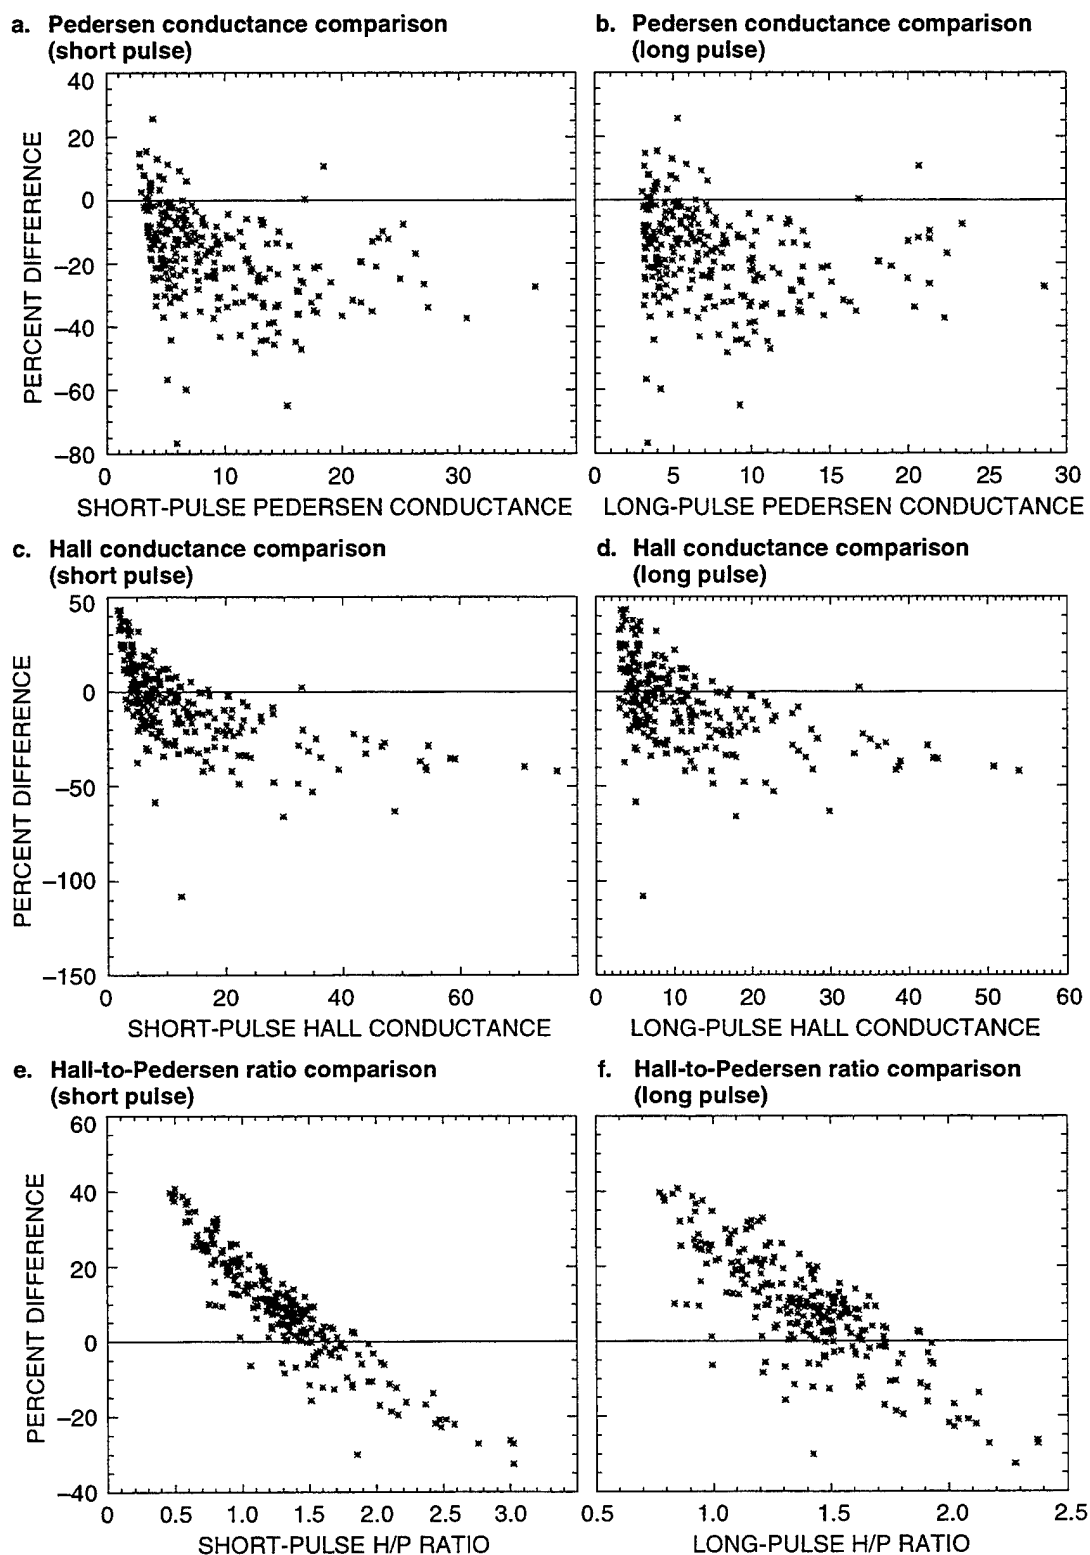 a. Pedersen conductance comparison
(short pulse)
b. Pedersen conductance comparison
(long pulse)
PERCENT DIFFERENCE
40
20
0
−20
−40
−60
−80
0 10 20 30
SHORT-PULSE PEDERSEN CONDUCTANCE
0 5 10 15 20 25 30
LONG-PULSE PEDERSEN CONDUCTANCE
c. Hall conductance comparison
(short pulse)
d. Hall conductance comparison
(long pulse)
PERCENT DIFFERENCE
50
0
−50
−100
−150
0 20 40 60
SHORT-PULSE HALL CONDUCTANCE
0 10 20 30 40 50 60
LONG-PULSE HALL CONDUCTANCE
e. Hall-to-Pedersen ratio comparison
(short pulse)
f. Hall-to-Pedersen ratio comparison
(long pulse)
PERCENT DIFFERENCE
60
40
20
0
−20
−40
0 0.5 1.0 1.5 2.0 2.5 3.0
SHORT-PULSE H/P RATIO
0.5 1.0 1.5 2.0 2.5
LONG-PULSE H/P RATIO